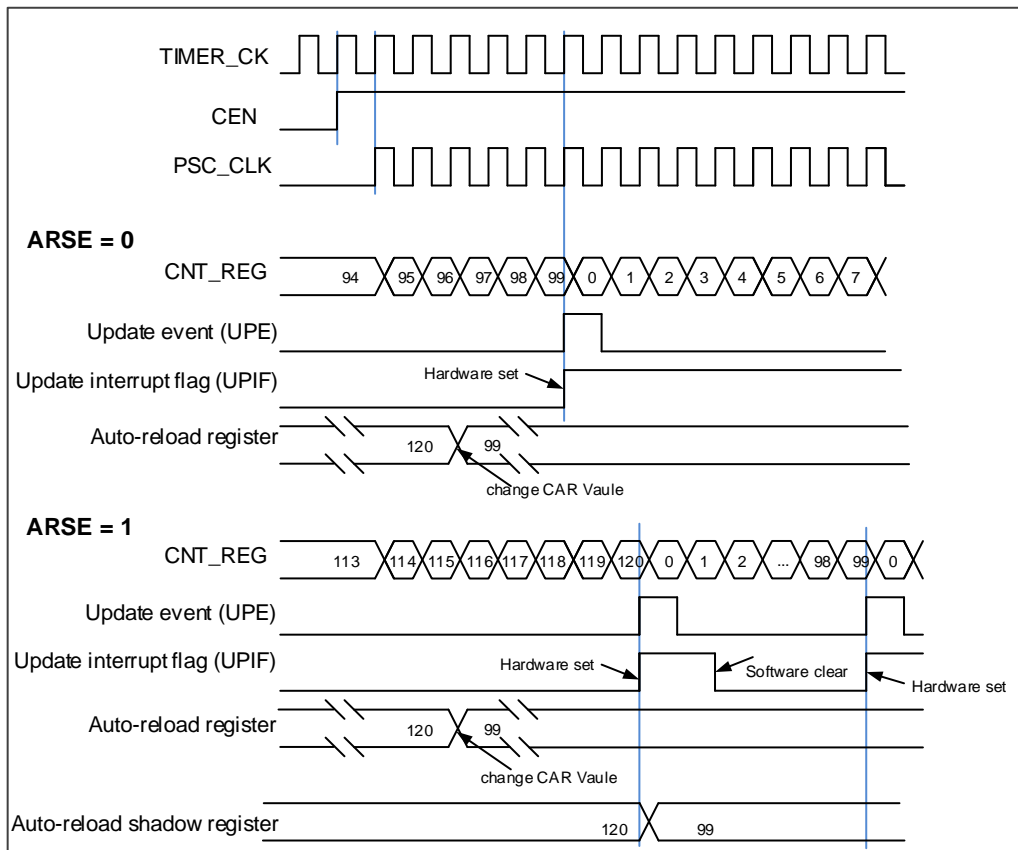 TIMER_CK
CEN
PSC_CLK
ARSE = 0
CNT_REG 94 95 96 97 98 99 0 1 2 3 4 5 6 7
Update event (UPE)
Update interrupt flag (UPIF) Hardware set
Auto-reload register 120 99
change CAR Vaule
ARSE = 1
CNT_REG 113 114 115 116 117 118 119 120 0 1 2 ... 98 99 0
Update event (UPE)
Update interrupt flag (UPIF) Hardware set Software clear Hardware set
Auto-reload register 120 99
change CAR Vaule
Auto-reload shadow register 120 99